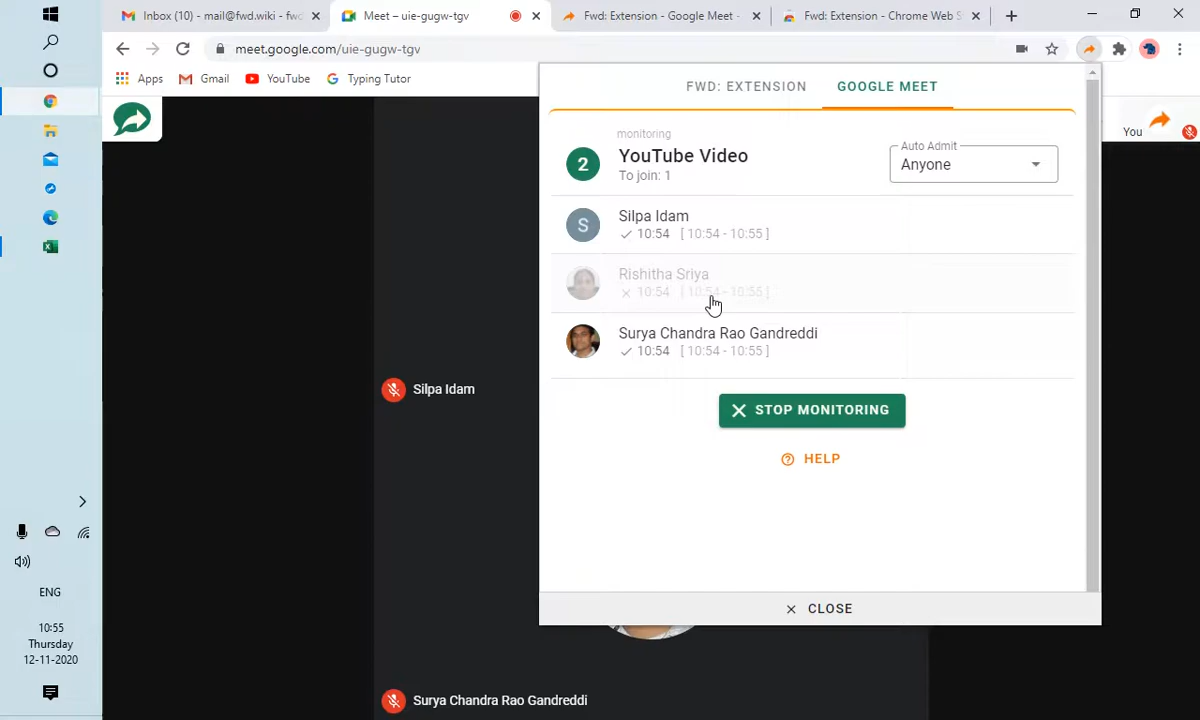 Inbox (10) - mail@fwd.wiki - fwd
Meet – uie-gugw-tgv
Fwd: Extension - Google Meet -
Fwd: Extension - Chrome Web S
meet.google.com/uie-gugw-tgv
Apps
Gmail
YouTube
Typing Tutor
FWD: EXTENSION
GOOGLE MEET
monitoring
2
YouTube Video
To join: 1
Auto Admit
Anyone
You
S
Silpa Idam
10:54 [ 10:54 - 10:55 ]
Rishitha Sriya
10:54 [ 10:54 - 10:55 ]
Surya Chandra Rao Gandreddi
10:54 [ 10:54 - 10:55 ]
Silpa Idam
STOP MONITORING
HELP
CLOSE
Surya Chandra Rao Gandreddi
ENG
10:55
Thursday
12-11-2020